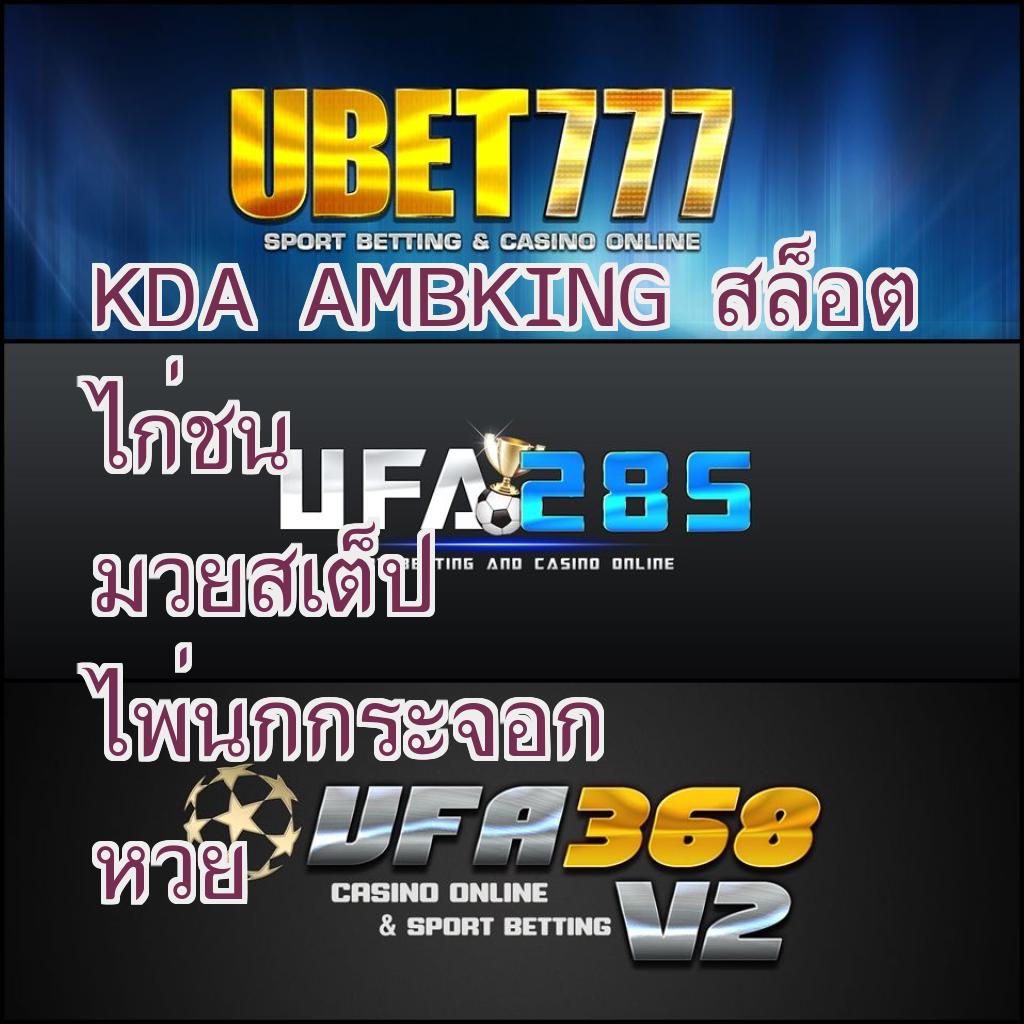 UBET777
SPORT BETTING & CASINO ONLINE
KDA AMBKING สล็อต
ไก่ชน
UFA285
BETTING AND CASINO ONLINE
มวยสเต็ป
ไพ่นกกระจอก
UFA368
หวย
CASINO ONLINE
& SPORT BETTING
V2